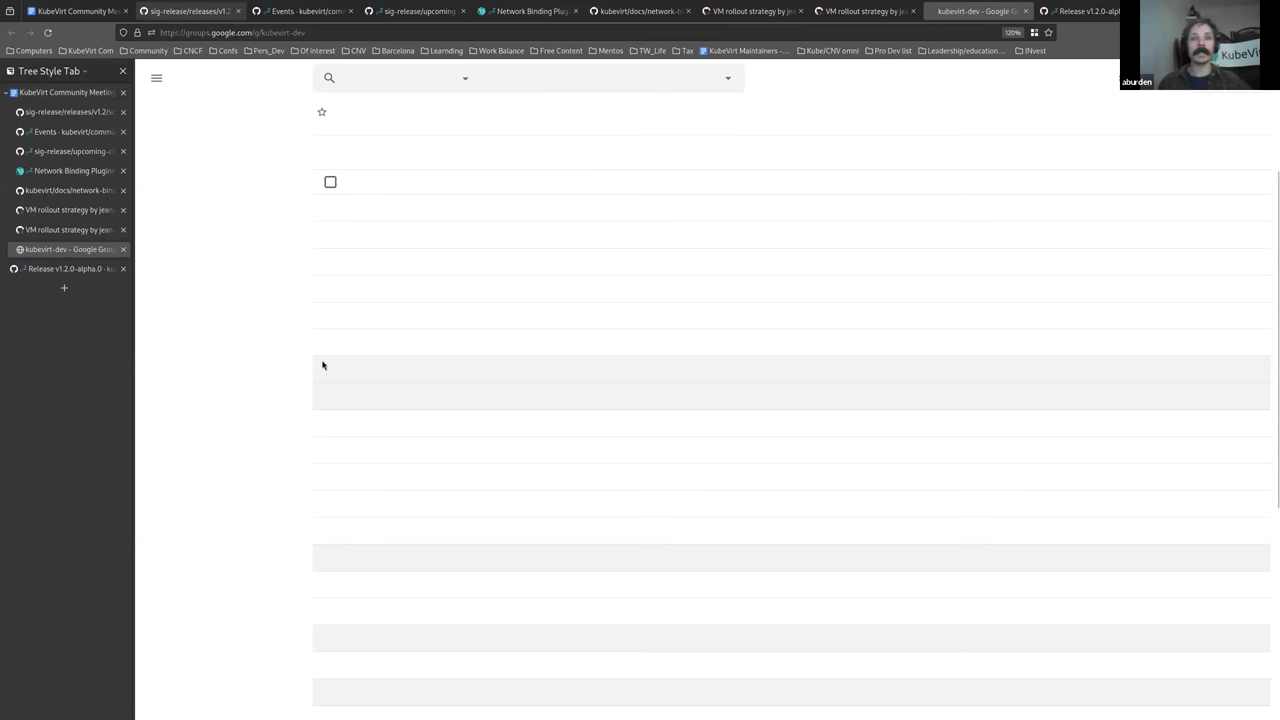 KubeVirt Community Mee
sig-release/releases/v1.2
Events · kubevirt/com
sig-release/upcoming
Network Binding Plug
kubevirt/docs/network-b
VM rollout strategy by je
VM rollout strategy by jea
kubevirt-dev - Google G
Release v1.2.0-alp
https://groups.google.com/g/kubevirt-dev
120%
Computers
KubeVirt Com
Community
CNCF
Confs
Pers_Dev
Of interest
CNV
Barcelona
Learnding
Work Balance
Free Content
Mentos
TW_Life
Tax
KubeVirt Maintainers -...
Kube/CNV omni
Pro Dev list
Leadership/education...
INvest
KubeVi
aburden
Tree Style Tab
KubeVirt Community Meetin
sig-release/releases/v1.2/s
Events · kubevirt/comm
sig-release/upcoming-c
Network Binding Plugin
kubevirt/docs/network-bin
VM rollout strategy by jean
VM rollout strategy by jean
kubevirt-dev - Google Grou
Release v1.2.0-alpha.0 · ku